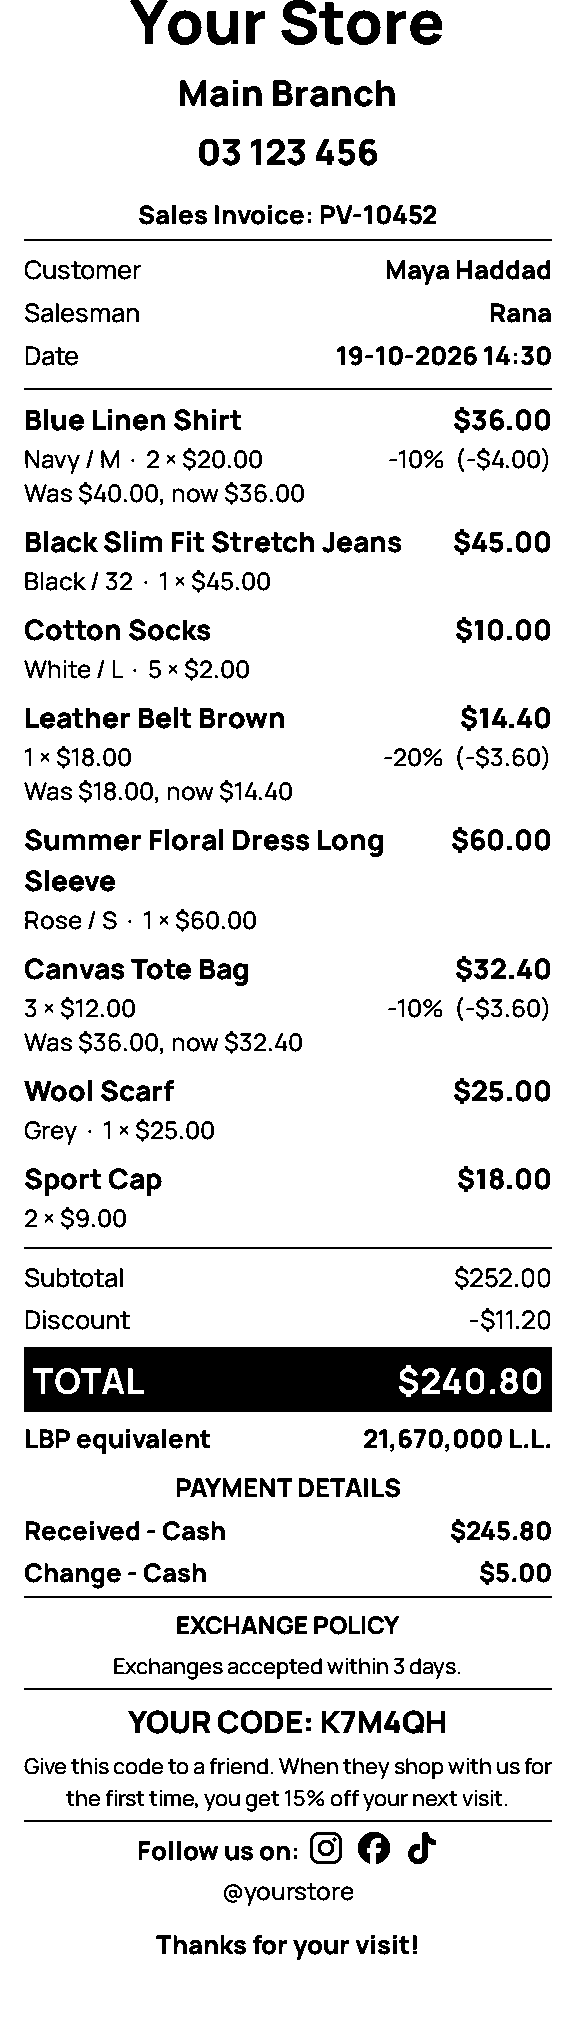 Your Store
Main Branch
03 123 456
Sales Invoice: PV-10452
Customer Maya Haddad
Salesman Rana
Date 19-10-2026 14:30
Blue Linen Shirt $36.00
Navy / M · 2 × $20.00 -10% (-$4.00)
Was $40.00, now $36.00
Black Slim Fit Stretch Jeans $45.00
Black / 32 · 1 × $45.00
Cotton Socks $10.00
White / L · 5 × $2.00
Leather Belt Brown $14.40
1 × $18.00 -20% (-$3.60)
Was $18.00, now $14.40
Summer Floral Dress Long $60.00
Sleeve
Rose / S · 1 × $60.00
Canvas Tote Bag $32.40
3 × $12.00 -10% (-$3.60)
Was $36.00, now $32.40
Wool Scarf $25.00
Grey · 1 × $25.00
Sport Cap $18.00
2 × $9.00
Subtotal $252.00
Discount -$11.20
TOTAL $240.80
LBP equivalent 21,670,000 L.L.
PAYMENT DETAILS
Received - Cash $245.80
Change - Cash $5.00
EXCHANGE POLICY
Exchanges accepted within 3 days.
YOUR CODE: K7M4QH
Give this code to a friend. When they shop with us for
the first time, you get 15% off your next visit.
Follow us on:
@yourstore
Thanks for your visit!